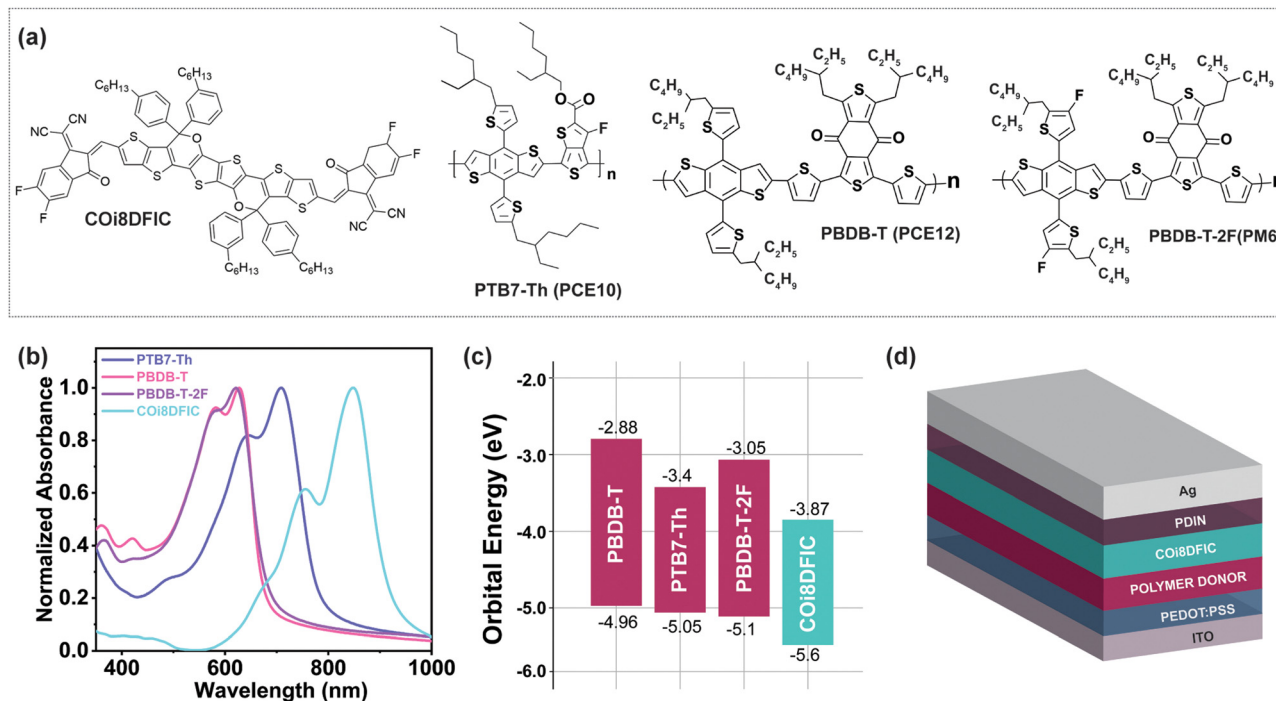 (a)
C6H13
C6H13
NC
CN
S
S
S
O
S
S
S
O
S
S
O
O
F
F
F
F
CN
NC
C6H13
C6H13
COi8DFIC
O
O
F
S
S
S
S
S
S
n
PTB7-Th (PCE10)
C2H5
C4H9
C2H5
C4H9
S
C4H9
C2H5
S
O
O
S
S
S
S
S
n
S
C2H5
C4H9
PBDB-T (PCE12)
C2H5
C4H9
C2H5
C4H9
S
F
C4H9
C2H5
S
O
O
S
S
S
S
S
S
F
C2H5
C4H9
PBDB-T-2F(PM6
(b)
PTB7-Th
PBDB-T
PBDB-T-2F
COi8DFIC
Normalized Absorbance
1.0
0.8
0.6
0.4
0.2
0.0
400
600
800
1000
Wavelength (nm)
(c)
Orbital Energy (eV)
-2.0
-3.0
-4.0
-5.0
-6.0
-2.88
PBDB-T
-4.96
-3.4
PTB7-Th
-5.05
-3.05
PBDB-T-2F
-5.1
-3.87
COi8DFIC
-5.6
(d)
Ag
PDIN
COi8DFIC
POLYMER DONOR
PEDOT:PSS
ITO